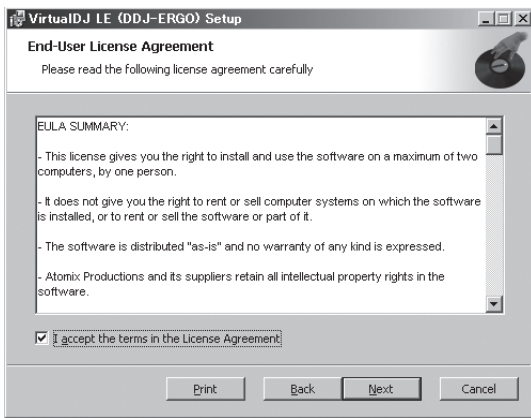 VirtualDJ LE (DDJ-ERGO) Setup
End-User License Agreement
Please read the following license agreement carefully
EULA SUMMARY:
- This license gives you the right to install and use the software on a maximum of two
computers, by one person.
- It does not give you the right to rent or sell computer systems on which the software
is installed, or to rent or sell the software or part of it.
- The software is distributed "as-is" and no warranty of any kind is expressed.
- Atomix Productions and its suppliers retain all intellectual property rights in the
software.
I accept the terms in the License Agreement
Print Back Next Cancel